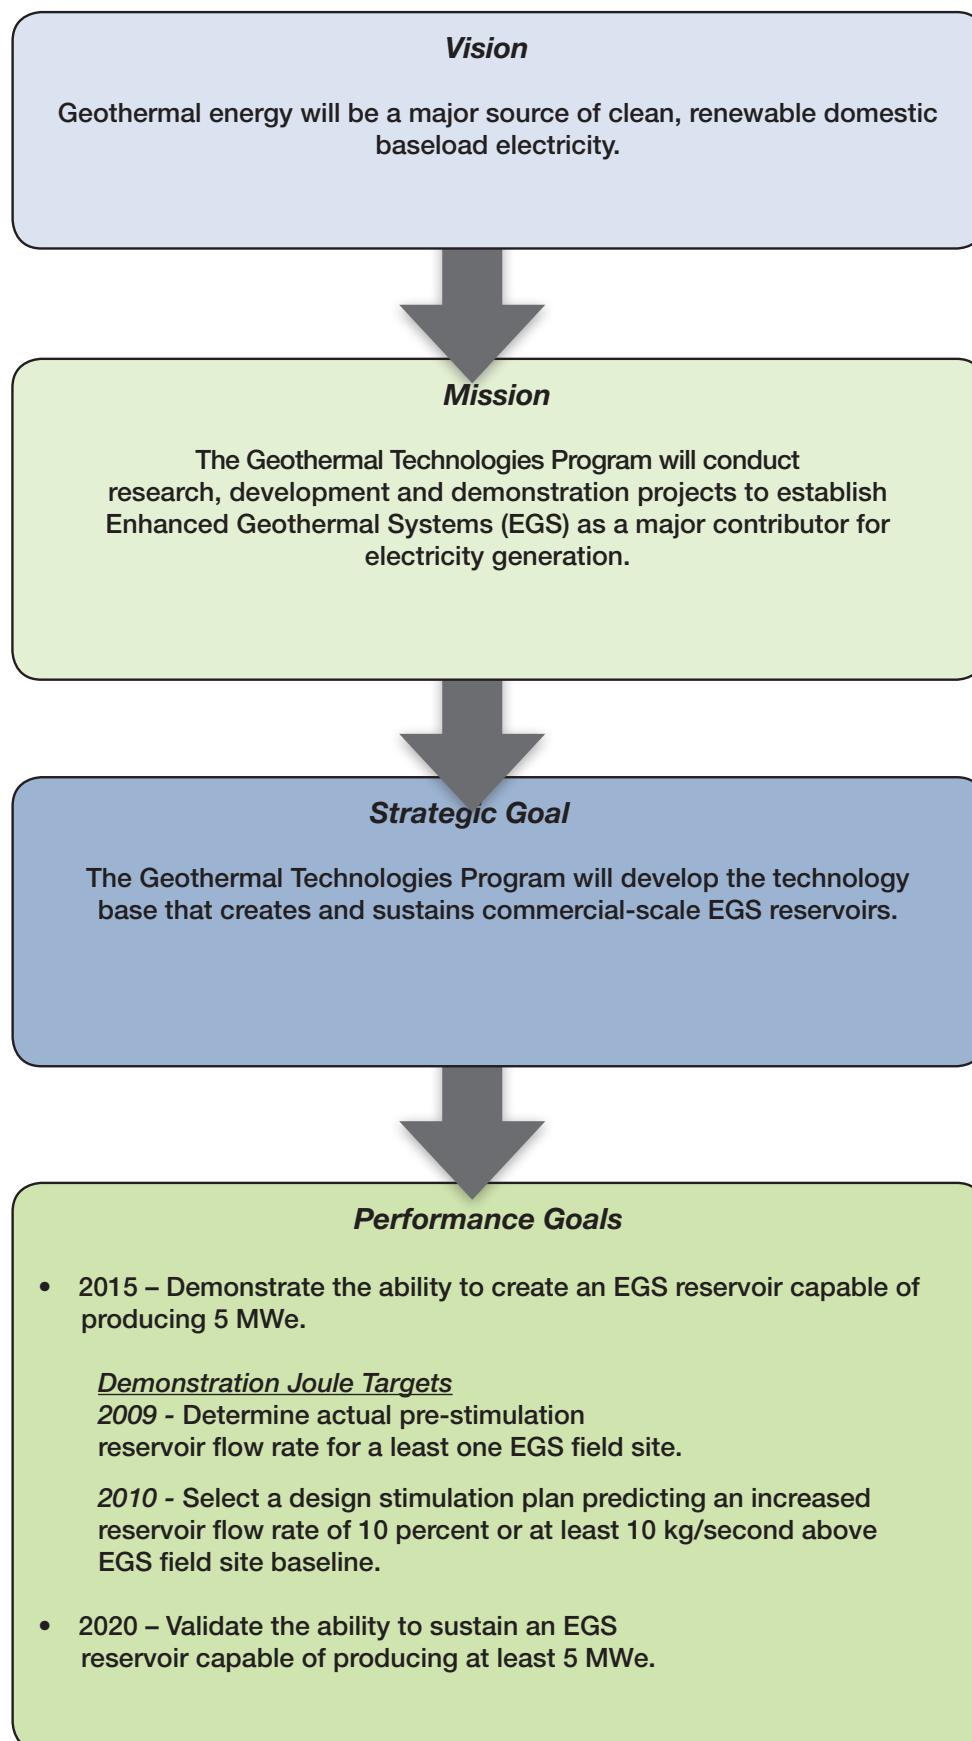 Vision
Geothermal energy will be a major source of clean, renewable domestic
baseload electricity.
Mission
The Geothermal Technologies Program will conduct
research, development and demonstration projects to establish
Enhanced Geothermal Systems (EGS) as a major contributor for
electricity generation.
Strategic Goal
The Geothermal Technologies Program will develop the technology
base that creates and sustains commercial-scale EGS reservoirs.
Performance Goals
• 2015 – Demonstrate the ability to create an EGS reservoir capable of
producing 5 MWe.
Demonstration Joule Targets
2009 - Determine actual pre-stimulation
reservoir flow rate for a least one EGS field site.
2010 - Select a design stimulation plan predicting an increased
reservoir flow rate of 10 percent or at least 10 kg/second above
EGS field site baseline.
• 2020 – Validate the ability to sustain an EGS
reservoir capable of producing at least 5 MWe.